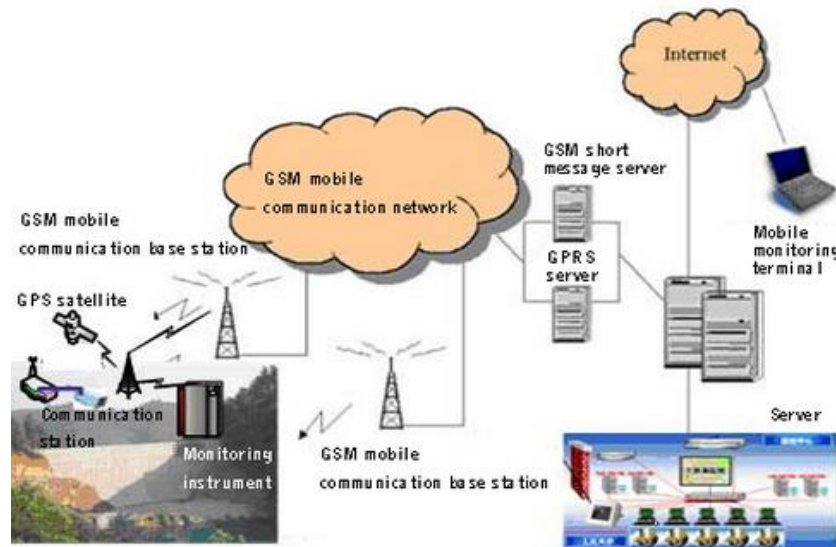 Internet
GSM short
message server
GSM mobile
communication network
GSM mobile
communication base station
GPRS
server
Mobile
monitoring
terminal
GPS satellite
Communication
station
Monitoring
instrument
GSM mobile
communication base station
Server